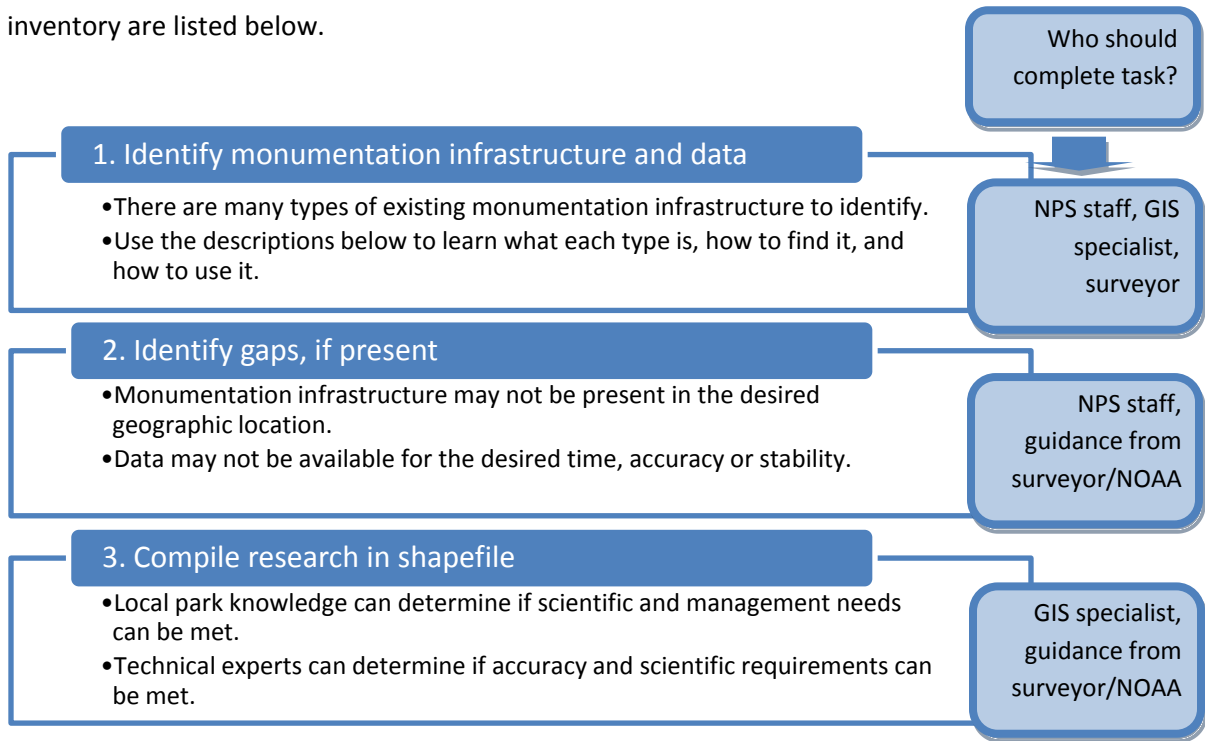 inventory are listed below.
Who should
complete task?
1. Identify monumentation infrastructure and data
•There are many types of existing monumentation infrastructure to identify.
•Use the descriptions below to learn what each type is, how to find it, and
how to use it.
NPS staff, GIS
specialist,
surveyor
2. Identify gaps, if present
•Monumentation infrastructure may not be present in the desired
geographic location.
•Data may not be available for the desired time, accuracy or stability.
NPS staff,
guidance from
surveyor/NOAA
3. Compile research in shapefile
•Local park knowledge can determine if scientific and management needs
can be met.
•Technical experts can determine if accuracy and scientific requirements can
be met.
GIS specialist,
guidance from
surveyor/NOAA